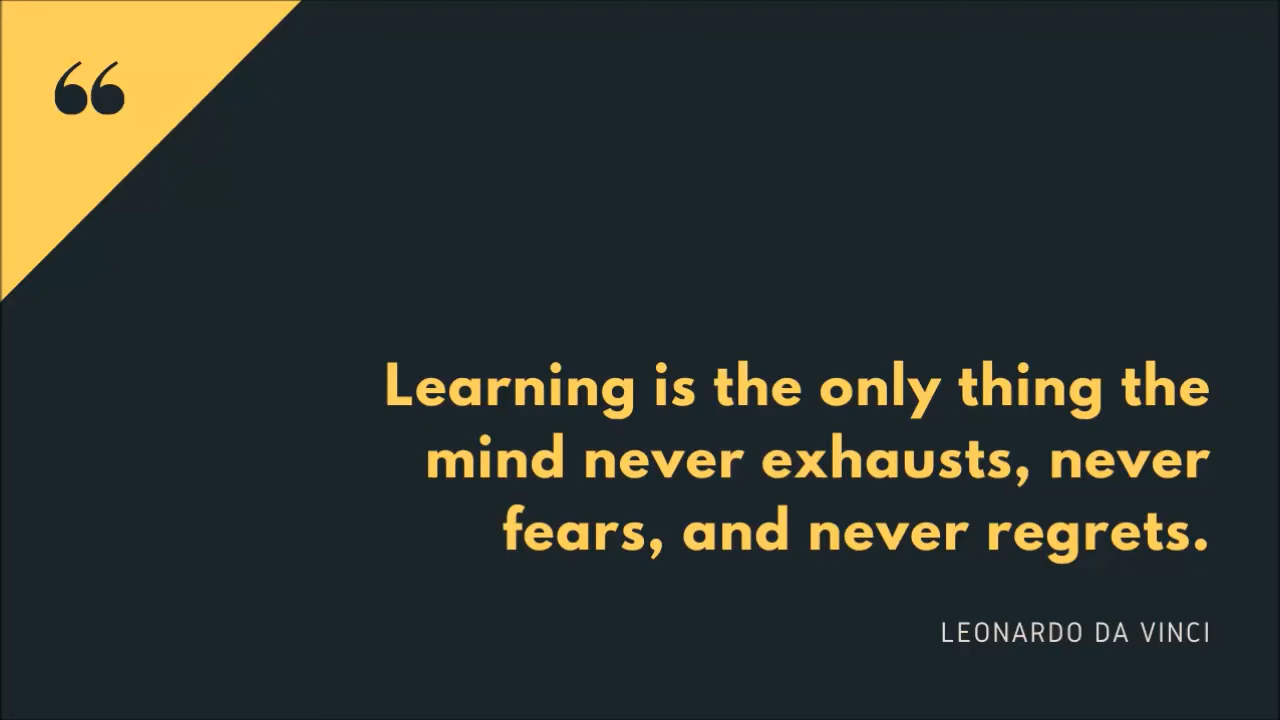 “
Learning is the only thing the
mind never exhausts, never
fears, and never regrets.
LEONARDO DA VINCI